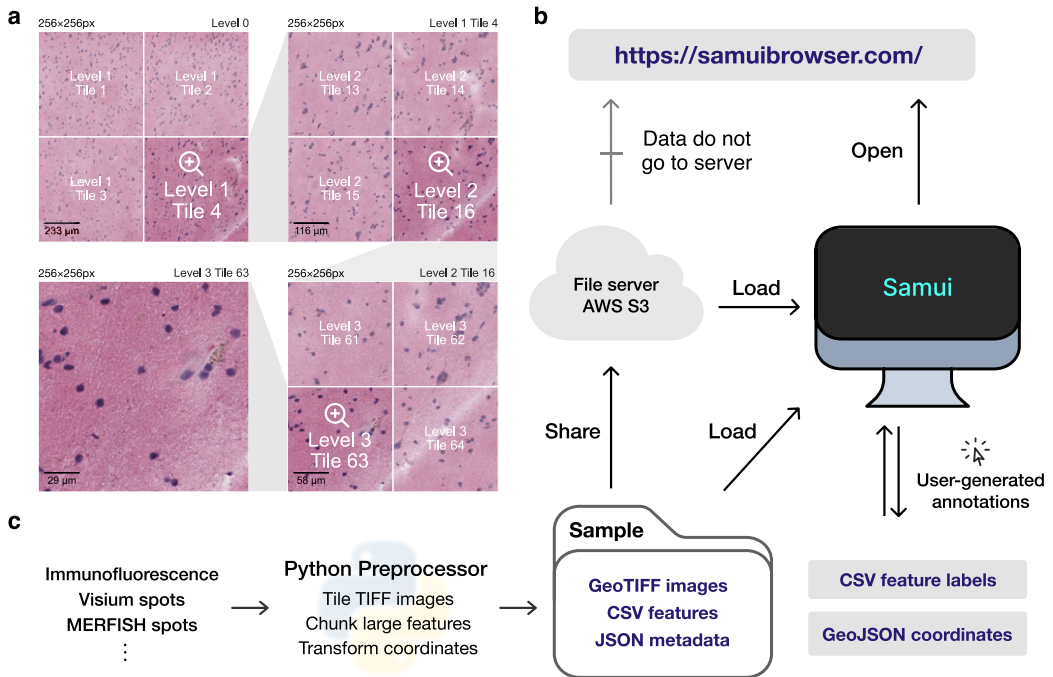 a
256×256px
Level 0
Level 1
Tile 1
Level 1
Tile 2
Level 1
Tile 3
Level 1
Tile 4
233 µm
256×256px
Level 1 Tile 4
Level 2
Tile 13
Level 2
Tile 14
Level 2
Tile 15
Level 2
Tile 16
116 µm
256×256px
Level 3 Tile 63
29 µm
256×256px
Level 2 Tile 16
Level 3
Tile 61
Level 3
Tile 62
Level 3
Tile 63
Level 3
Tile 64
58 µm
b
https://samuibrowser.com/
Data do not
go to server
Open
File server
AWS S3
Load
Samui
Share
Load
User-generated
annotations
Sample
GeoTIFF images
CSV features
JSON metadata
CSV feature labels
GeoJSON coordinates
c
Immunofluorescence
Visium spots
MERFISH spots
⋮
Python Preprocessor
Tile TIFF images
Chunk large features
Transform coordinates